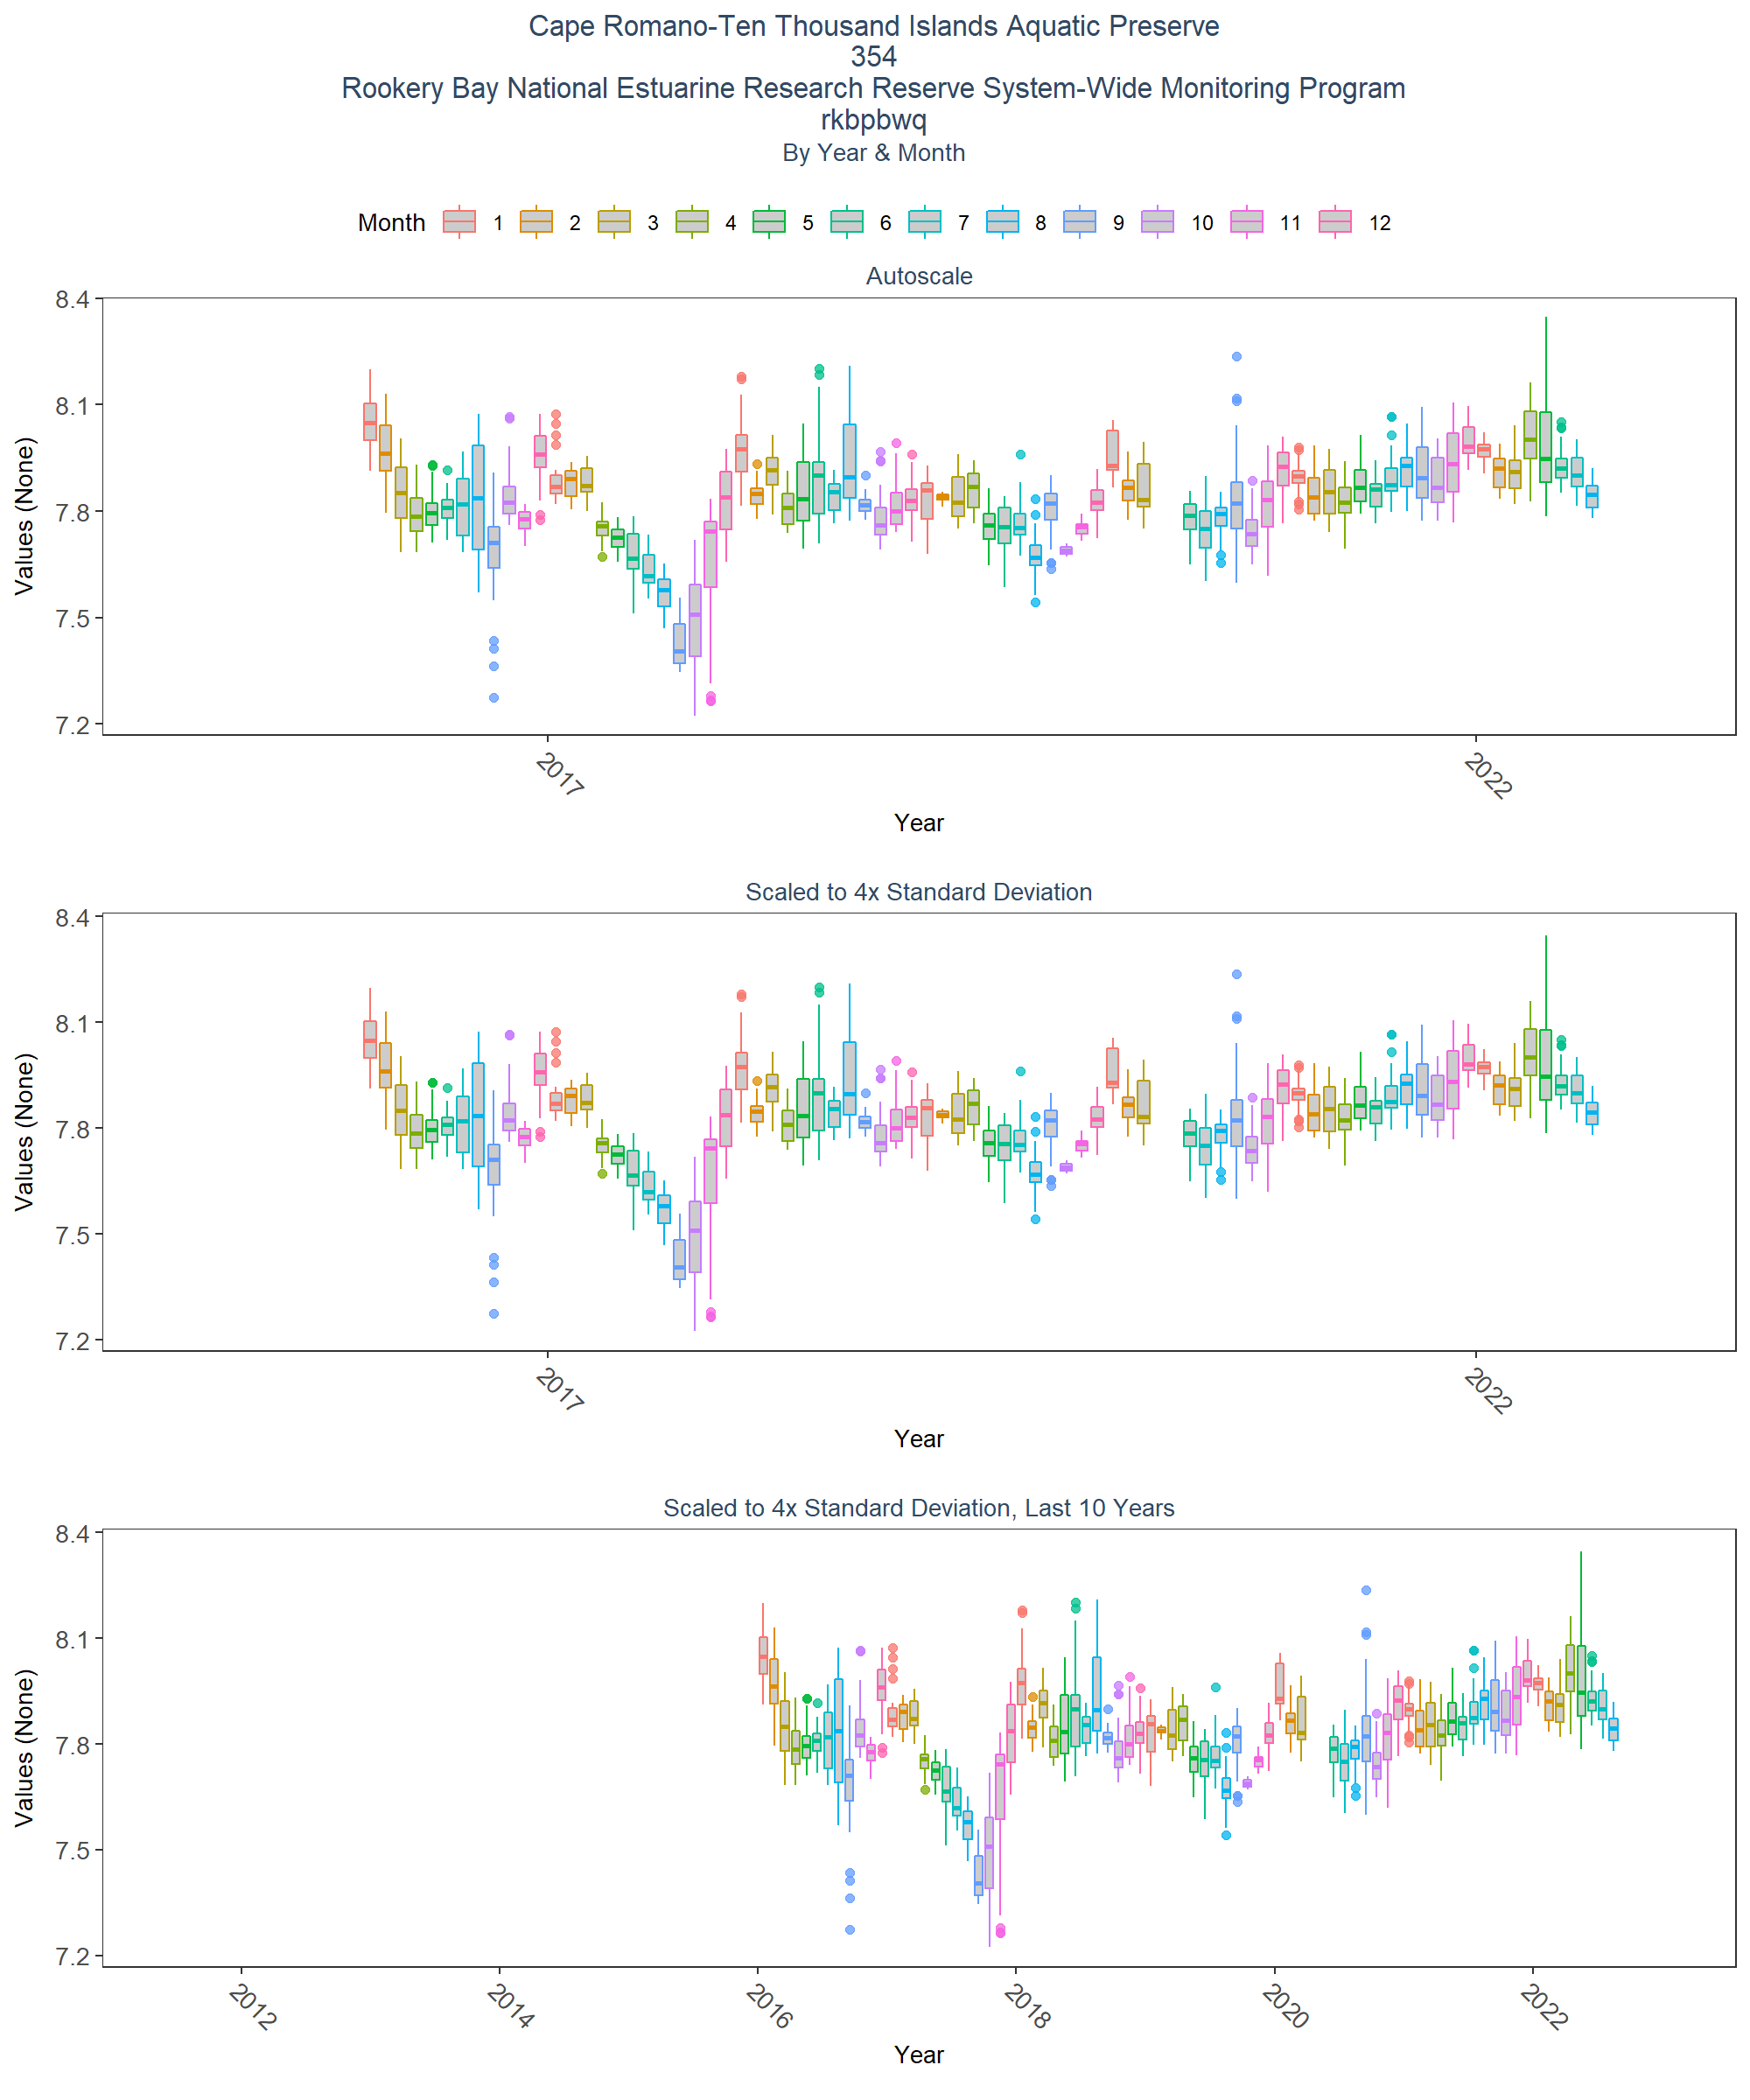 Cape Romano-Ten Thousand Islands Aquatic Preserve
354
Rookery Bay National Estuarine Research Reserve System-Wide Monitoring Program
rkbpbwq
By Year & Month
Month 1 2 3 4 5 6 7 8 9 10 11 12
Autoscale
8.4
8.1
7.8
7.5
7.2
Values (None)
2017 2022
Year
Scaled to 4x Standard Deviation
8.4
8.1
7.8
7.5
7.2
Values (None)
2017 2022
Year
Scaled to 4x Standard Deviation, Last 10 Years
8.4
8.1
7.8
7.5
7.2
Values (None)
2012 2014 2016 2018 2020 2022
Year